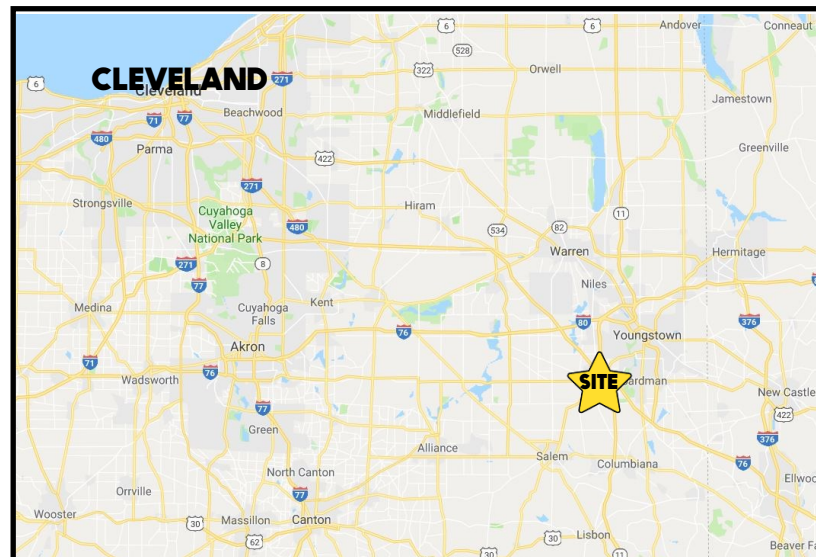 6
6
Andover
Conneaut
528
CLEVELAND
Cleveland
271
322
Orwell
6
Jamestown
Beachwood
Middlefield
71
77
480
Parma
422
Greenville
271
Strongsville
Cuyahoga
Valley
National Park
Hiram
11
480
534
82
Warren
Hermitage
271
8
77
Niles
Medina
Cuyahoga
Falls
Kent
80
376
76
Youngstown
Akron
71
76
Wadsworth
SITE
ardman
New Castle
77
422
Green
376
Alliance
Salem
Columbiana
76
North Canton
Ellwo
Orrville
77
Wooster
30
Massillon
Canton
62
30
30
Lisbon
11
Beaver Fa